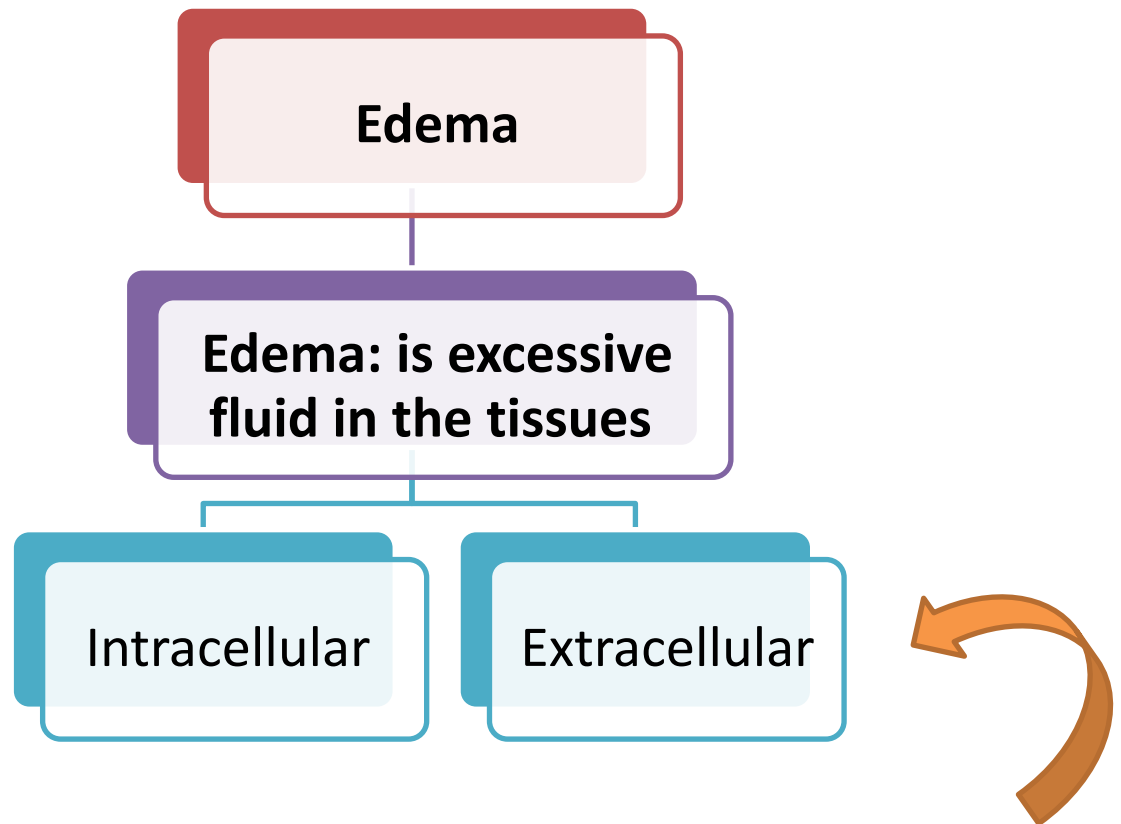 Edema
Edema: is excessive
fluid in the tissues
Intracellular
Extracellular